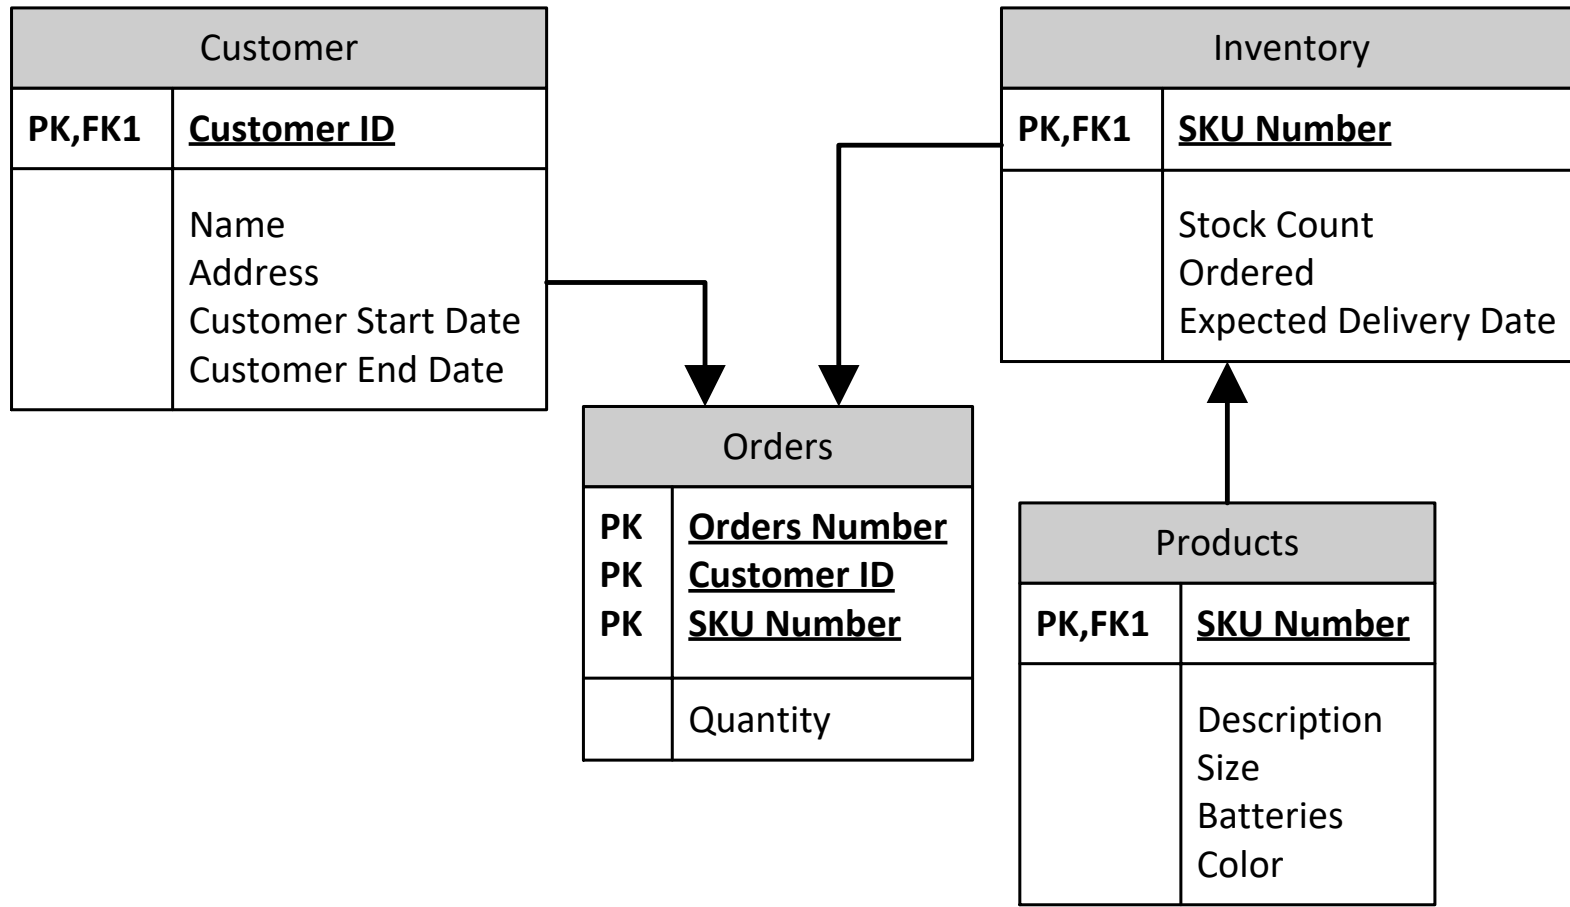 Customer
PK,FK1 Customer ID
Name
Address
Customer Start Date
Customer End Date
Inventory
PK,FK1 SKU Number
Stock Count
Ordered
Expected Delivery Date
Orders
PK Orders Number
PK Customer ID
PK SKU Number
Quantity
Products
PK,FK1 SKU Number
Description
Size
Batteries
Color